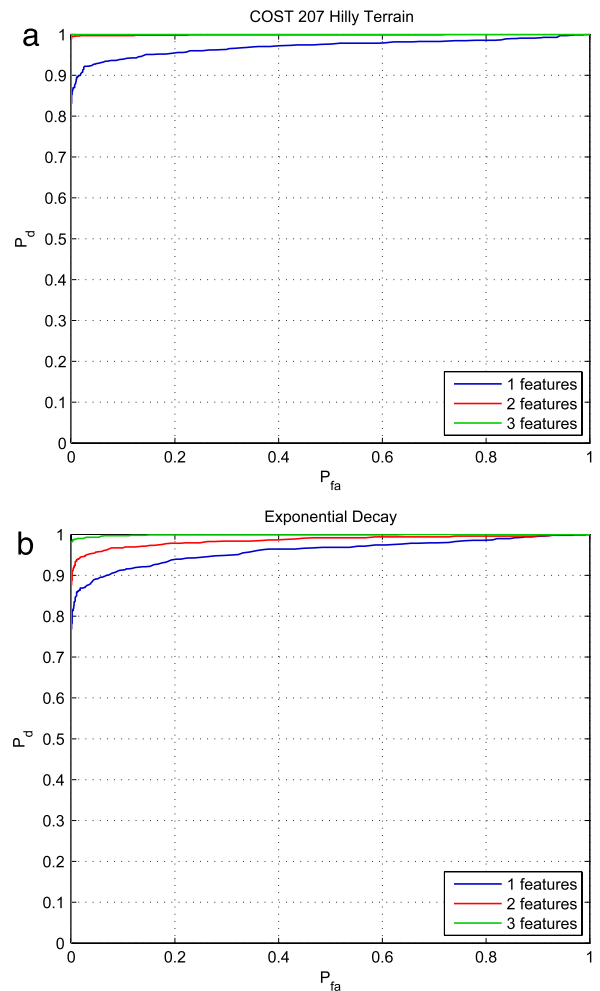 a
COST 207 Hilly Terrain
1
0.9
0.8
0.7
0.6
0.5
0.4
0.3
0.2
0.1
0
P_d
0 0.2 0.4 0.6 0.8 1
P_fa
1 features
2 features
3 features
b
Exponential Decay
1
0.9
0.8
0.7
0.6
0.5
0.4
0.3
0.2
0.1
0
P_d
0 0.2 0.4 0.6 0.8 1
P_fa
1 features
2 features
3 features